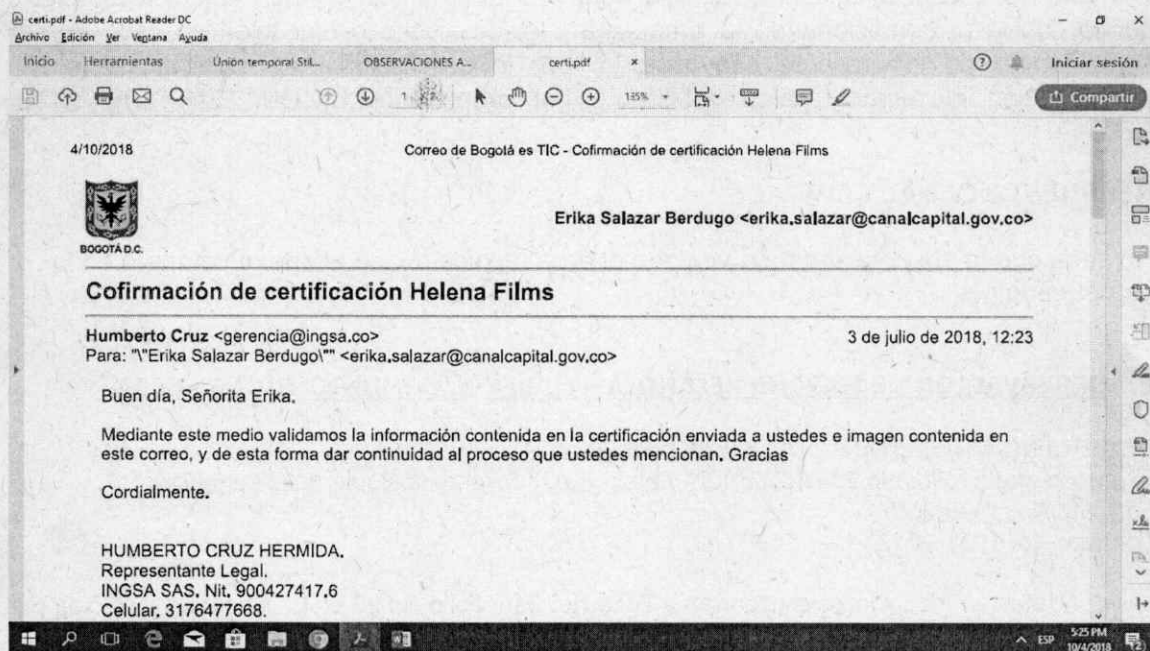 certi.pdf - Adobe Acrobat Reader DC
Archivo Edición Ver Ventana Ayuda
Inicio Herramientas Unión temporal Stil... OBSERVACIONES A... certi.pdf × Iniciar sesión
135% Compartir
4/10/2018 Correo de Bogotá es TIC - Cofirmación de certificación Helena Films
BOGOTÁ D.C.
Erika Salazar Berdugo <erika.salazar@canalcapital.gov.co>
Cofirmación de certificación Helena Films
Humberto Cruz <gerencia@ingsa.co> 3 de julio de 2018, 12:23
Para: "\"Erika Salazar Berdugo\"" <erika.salazar@canalcapital.gov.co>
Buen día, Señorita Erika.
Mediante este medio validamos la información contenida en la certificación enviada a ustedes e imagen contenida en
este correo, y de esta forma dar continuidad al proceso que ustedes mencionan. Gracias
Cordialmente.
HUMBERTO CRUZ HERMIDA.
Representante Legal.
INGSA SAS. Nit. 900427417.6
Celular. 3176477668.
ESP 5:25 PM
10/4/2018